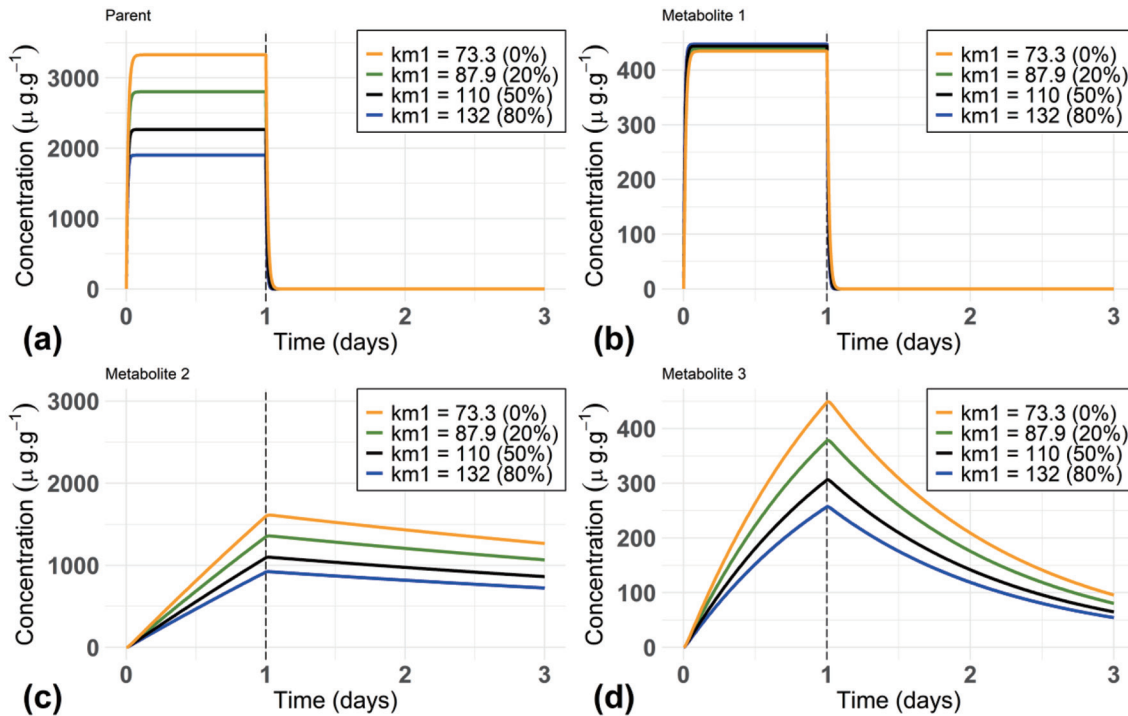 Parent
km1 = 73.3 (0%)
km1 = 87.9 (20%)
km1 = 110 (50%)
km1 = 132 (80%)
Concentration (μ g.g⁻¹)
3000
2000
1000
0
0 1 2 3
Time (days)
(a)
Metabolite 1
km1 = 73.3 (0%)
km1 = 87.9 (20%)
km1 = 110 (50%)
km1 = 132 (80%)
Concentration (μ g.g⁻¹)
400
300
200
100
0
0 1 2 3
Time (days)
(b)
Metabolite 2
km1 = 73.3 (0%)
km1 = 87.9 (20%)
km1 = 110 (50%)
km1 = 132 (80%)
Concentration (μ g.g⁻¹)
3000
2000
1000
0
0 1 2 3
Time (days)
(c)
Metabolite 3
km1 = 73.3 (0%)
km1 = 87.9 (20%)
km1 = 110 (50%)
km1 = 132 (80%)
Concentration (μ g.g⁻¹)
400
300
200
100
0
0 1 2 3
Time (days)
(d)